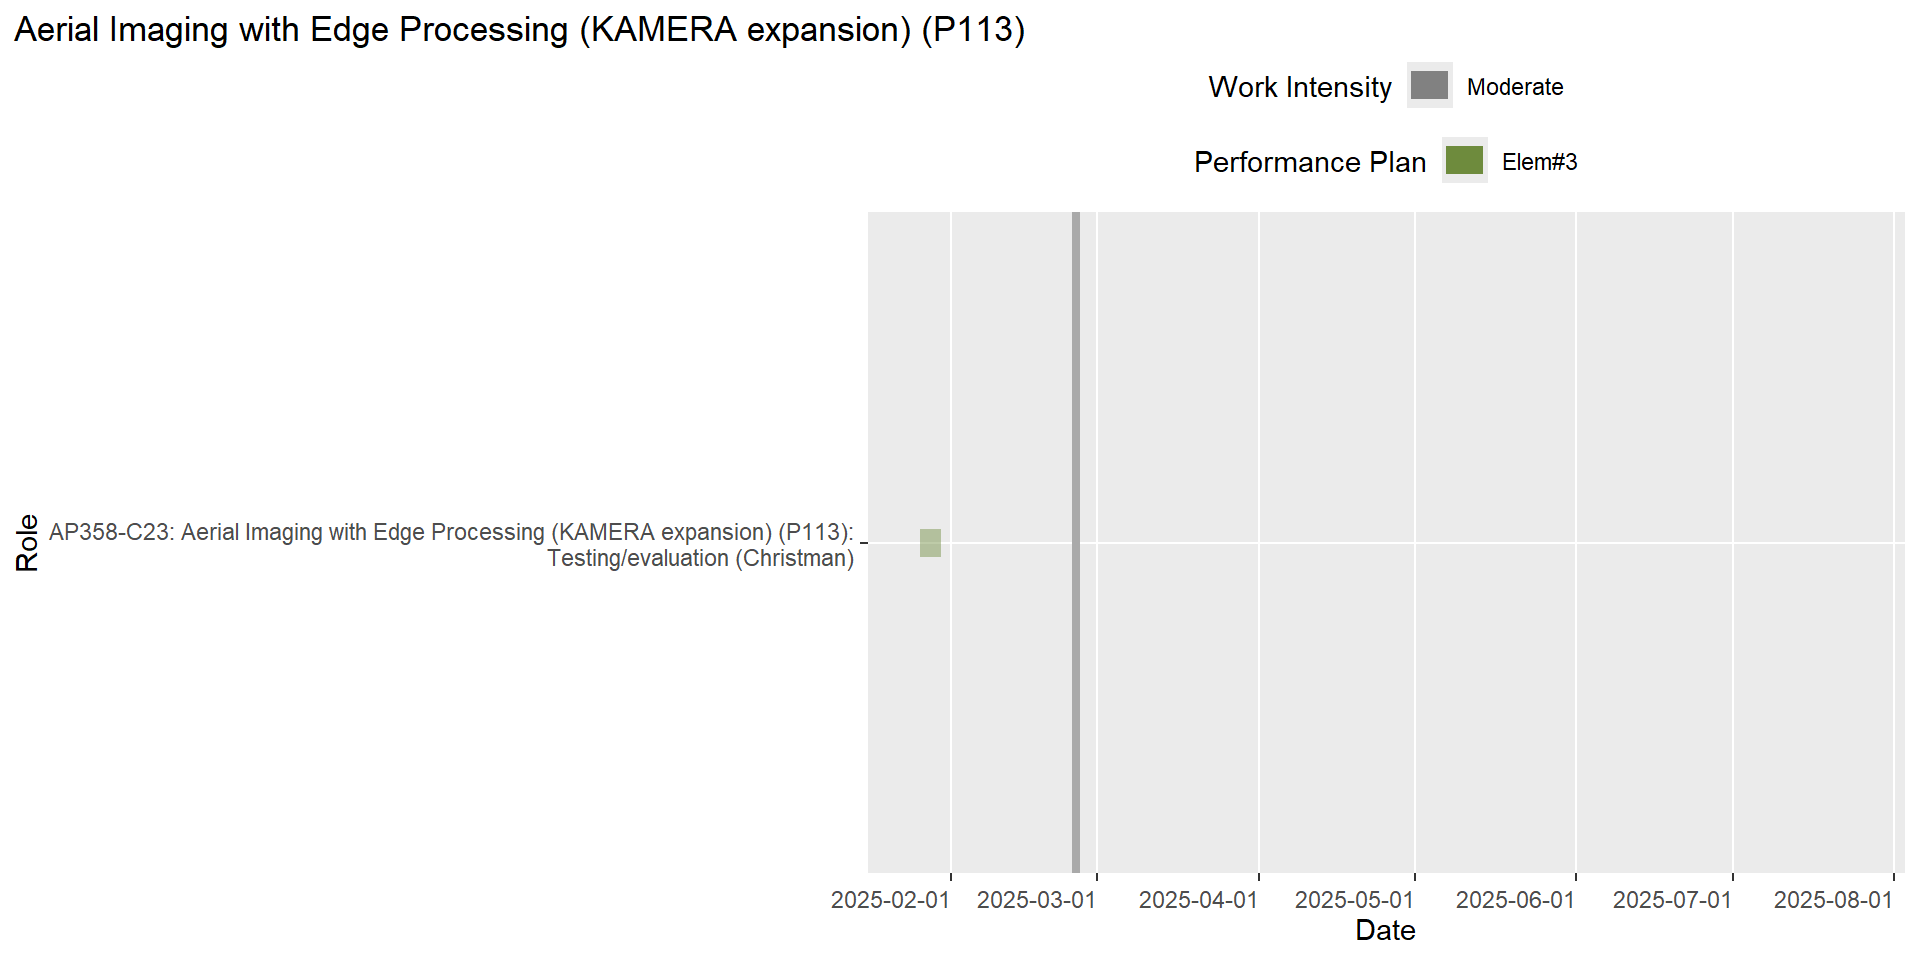 Aerial Imaging with Edge Processing (KAMERA expansion) (P113)
Work Intensity Moderate
Performance Plan Elem#3
Role
AP358-C23: Aerial Imaging with Edge Processing (KAMERA expansion) (P113):
Testing/evaluation (Christman)
2025-02-01 2025-03-01 2025-04-01 2025-05-01 2025-06-01 2025-07-01 2025-08-01
Date